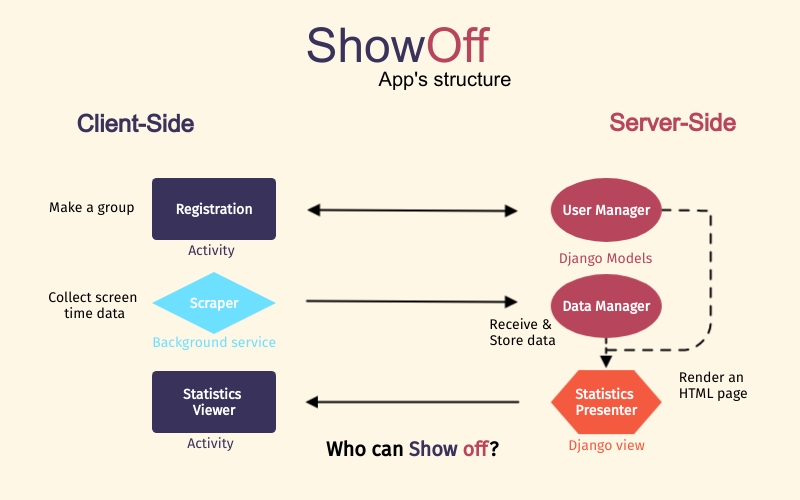 ShowOff
App's structure
Client-Side
Server-Side
Make a group
Registration
Activity
User Manager
Django Models
Collect screen
time data
Scraper
Background service
Data Manager
Receive &
Store data
Statistics
Viewer
Activity
Statistics
Presenter
Django view
Render an
HTML page
Who can Show off?